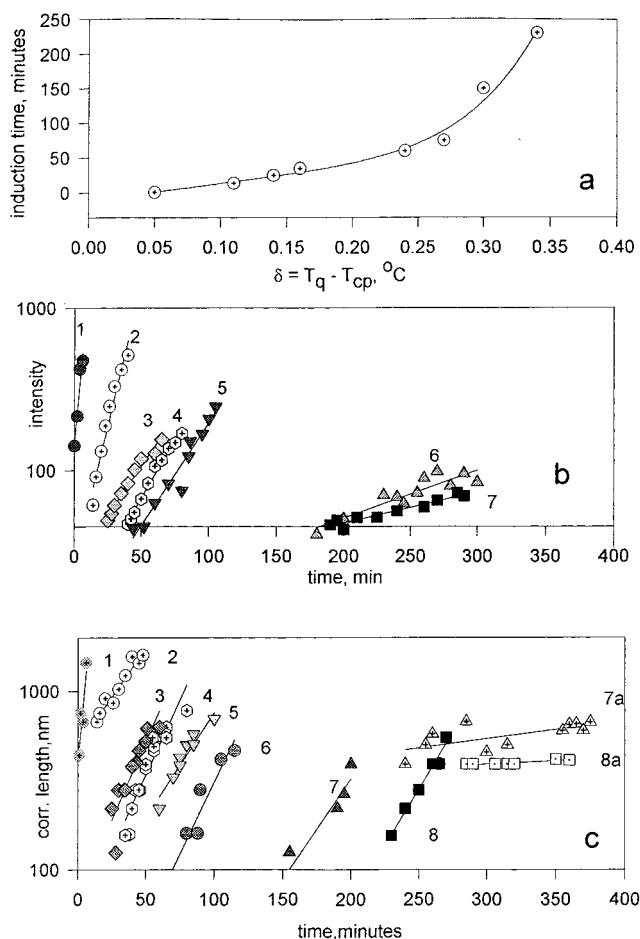 250
200
150
100
50
0
induction time, minutes
a
0.00 0.05 0.10 0.15 0.20 0.25 0.30 0.35 0.40
δ = Tq - Tcp, °C
1000
100
intensity
1 2 3 4 5 6 7
b
0 50 100 150 200 250 300 350 400
time, min
1000
100
corr. length,nm
1 2 3 4 5 6 7 8 7a 8a
c
0 50 100 150 200 250 300 350 400
time,minutes